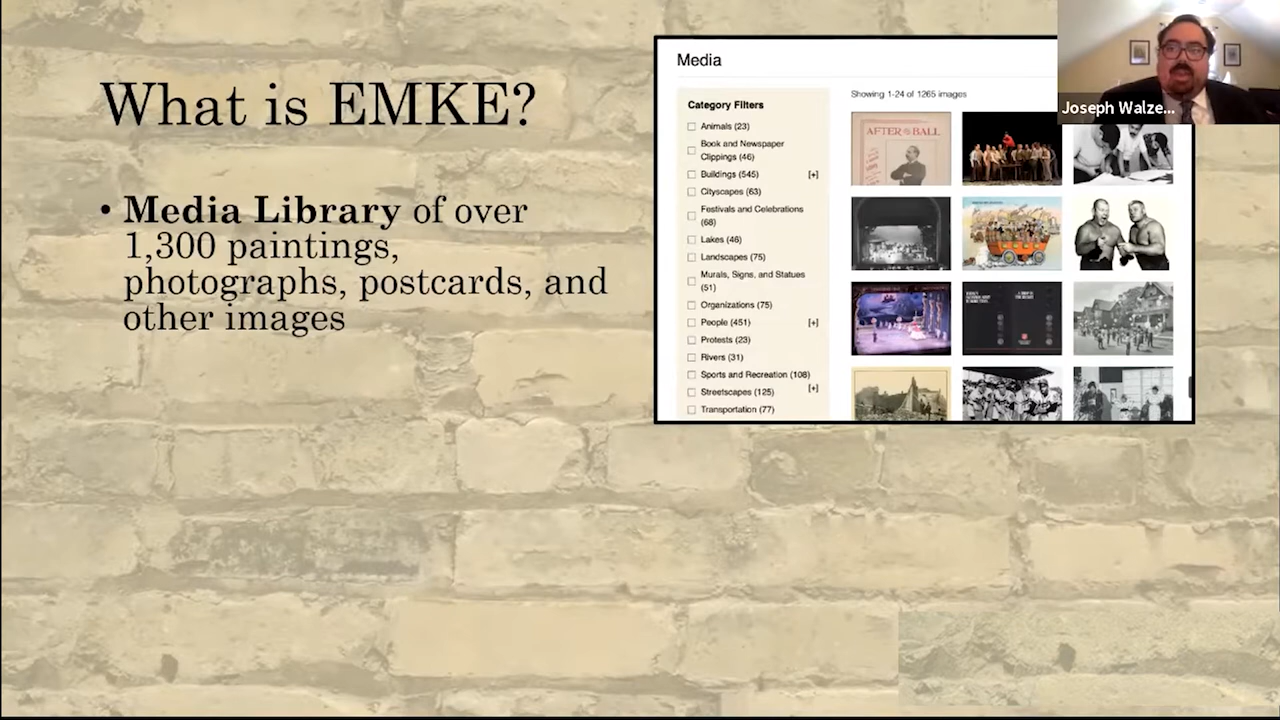 What is EMKE?
• Media Library of over
1,300 paintings,
photographs, postcards, and
other images
Media
Category Filters
Animals (23)
Book and Newspaper
Clippings (46)
Buildings (545) [+]
Cityscapes (63)
Festivals and Celebrations
(68)
Lakes (46)
Landscapes (75)
Murals, Signs, and Statues
(51)
Organizations (75)
People (451) [+]
Protests (23)
Rivers (31)
Sports and Recreation (108)
[+]
Streetscapes (125)
Transportation (77)
Showing 1-24 of 1265 images
AFTER BALL
Joseph Walze...